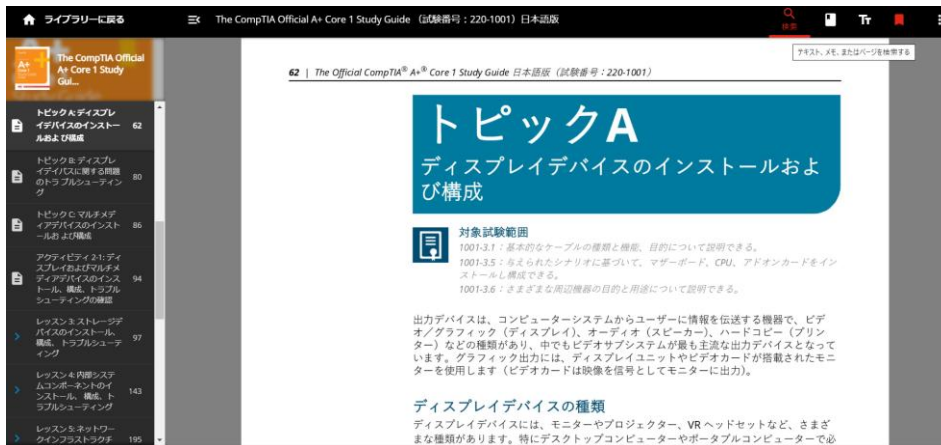 ライブラリーに戻る
The CompTIA Official A+ Core 1 Study Guide （試験番号：220-1001）日本語版
検索
Tт
テキスト、メモ、またはページを検索する
The CompTIA Official
A+ Core 1 Study
Gui...
トピック A: ディスプレ
イデバイスのインストー
ルおよび構成
62
トピック B: ディスプレ
イデイバスに関する問題
のトラブルシューティン
グ
80
トピック C: マルチメデ
ィアデバイスのインスト
ールおよび構成
86
アクティビティ 2-1: ディ
スプレイおよびマルチメ
ディアデバイスのインス
トール、構成、トラブル
シューティングの確認
94
レッスン 3: ストレージデ
バイスのインストール、
構成、トラブルシューテ
ィング
97
レッスン 4: 内部システ
ムコンポーネントのイ
ンストール、構成、ト
ラブルシューティング
143
レッスン 5: ネットワー
クインフラストラクチ
195
62 | The Official CompTIA® A+® Core 1 Study Guide 日本語版（試験番号：220-1001）
トピックA
ディスプレイデバイスのインストールおよ
び構成
対象試験範囲
1001-3.1：基本的なケーブルの種類と機能、目的について説明できる。
1001-3.5：与えられたシナリオに基づいて、マザーボード、CPU、アドオンカードをイン
ストールし構成できる。
1001-3.6：さまざまな周辺機器の目的と用途について説明できる。
出力デバイスは、コンピューターシステムからユーザーに情報を伝送する機器で、ビデ
オ／グラフィック（ディスプレイ）、オーディオ（スピーカー）、ハードコピー（プリン
ター）などの種類があり、中でもビデオサブシステムが最も主流な出力デバイスとなって
います。グラフィック出力には、ディスプレイユニットやビデオカードが搭載されたモニ
ターを使用します（ビデオカードは映像を信号としてモニターに出力）。
ディスプレイデバイスの種類
ディスプレイデバイスには、モニターやプロジェクター、VR ヘッドセットなど、さまざ
まな種類があります。特にデスクトップコンピューターやポータブルコンピューターで必